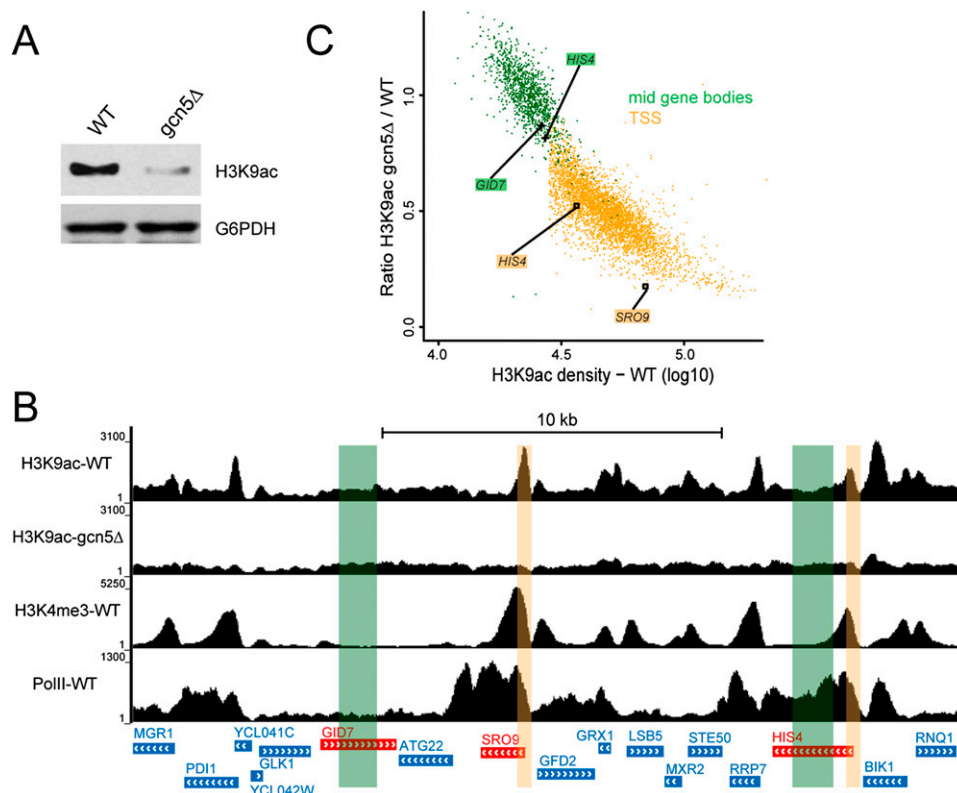 A
WT
gcn5Δ
H3K9ac
G6PDH
C
Ratio H3K9ac gcn5Δ / WT
1.0
0.5
0.0
HIS4
mid gene bodies
TSS
GID7
HIS4
SRO9
4.0
4.5
5.0
H3K9ac density – WT (log10)
B
10 kb
3100
H3K9ac-WT
1
3100
H3K9ac-gcn5Δ
1
5250
H3K4me3-WT
1
1300
PolII-WT
1
MGR1
YCL041C
GID7
SRO9
GRX1
LSB5
STE50
HIS4
RNQ1
PDI1
GLK1
YCL042W
ATG22
GFD2
MXR2
RRP7
BIK1